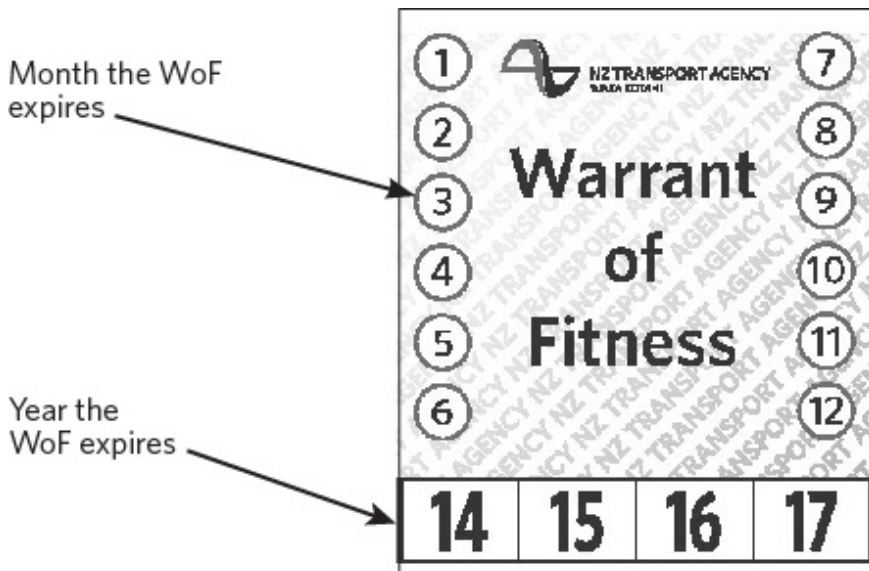 Month the WoF
expires
Year the
WoF expires
1
2
3
4
5
6
NZ TRANSPORT AGENCY
Warrant
of
Fitness
7
8
9
10
11
12
14 15 16 17